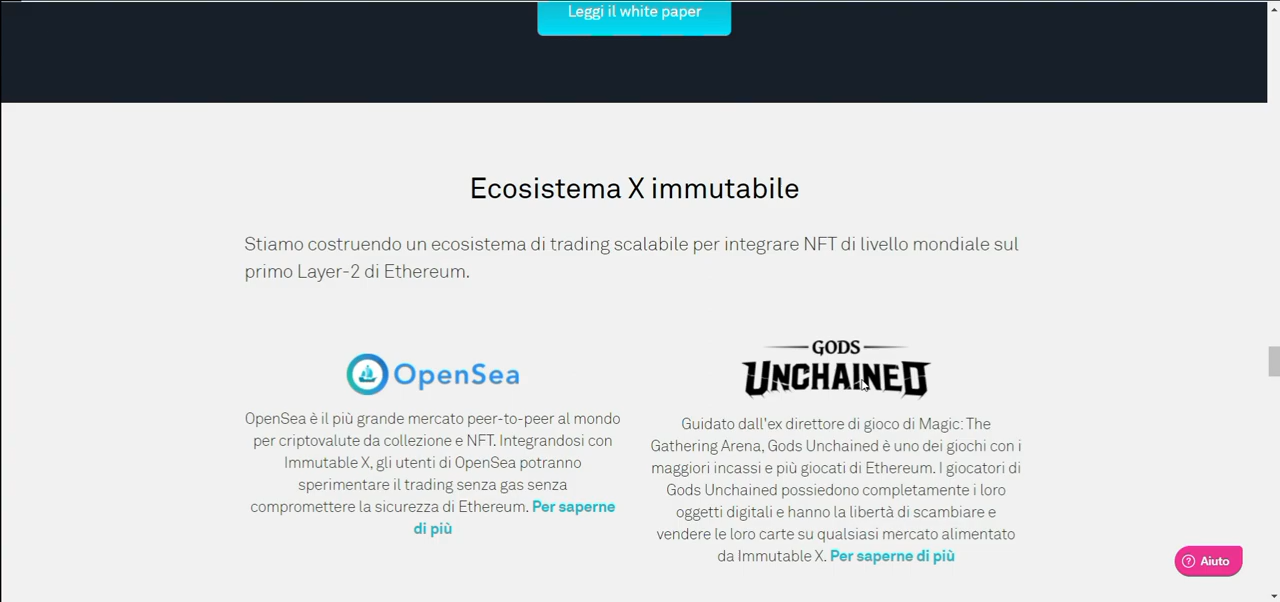 Leggi il white paper
Ecosistema X immutabile
Stiamo costruendo un ecosistema di trading scalabile per integrare NFT di livello mondiale sul
primo Layer-2 di Ethereum.
OpenSea
OpenSea è il più grande mercato peer-to-peer al mondo
per criptovalute da collezione e NFT. Integrandosi con
Immutable X, gli utenti di OpenSea potranno
sperimentare il trading senza gas senza
compromettere la sicurezza di Ethereum. Per saperne
di più
GODS
UNCHAINED
Guidato dall'ex direttore di gioco di Magic: The
Gathering Arena, Gods Unchained è uno dei giochi con i
maggiori incassi e più giocati di Ethereum. I giocatori di
Gods Unchained possiedono completamente i loro
oggetti digitali e hanno la libertà di scambiare e
vendere le loro carte su qualsiasi mercato alimentato
da Immutable X. Per saperne di più
Aiuto